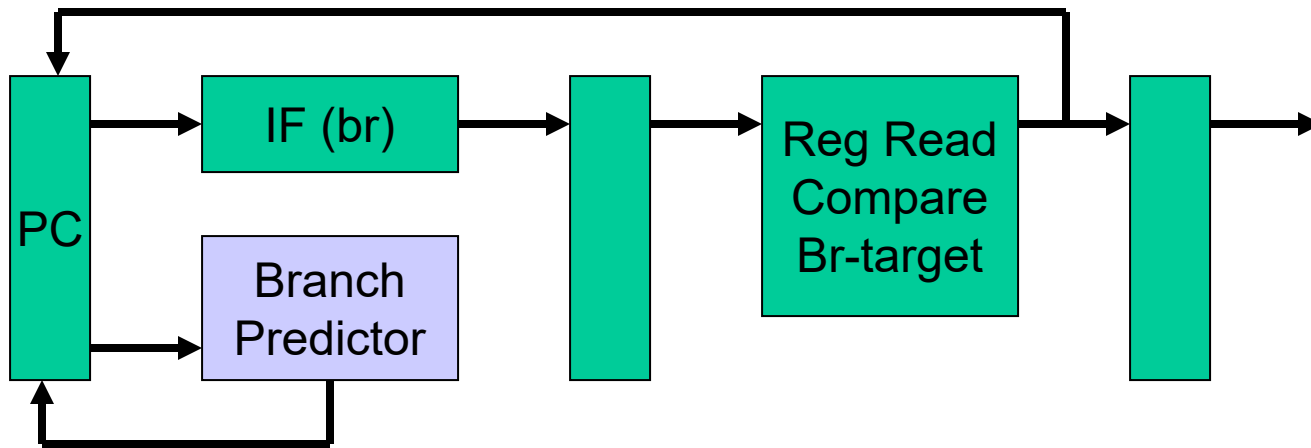 PC
IF (br)
Branch
Predictor
Reg Read
Compare
Br-target